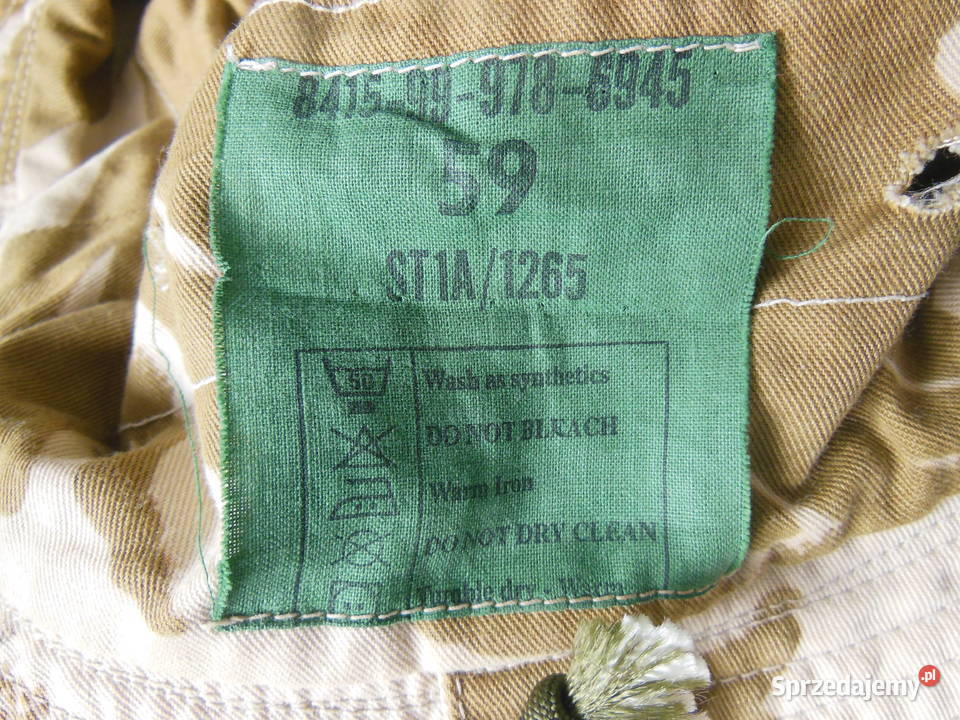 8415-99-978-6945
59
ST1A/1265
50
Wash as synthetics
DO NOT BLEACH
Warm Iron
DO NOT DRY CLEAN
Tumble dry Warm
Sprzedajemy.pl